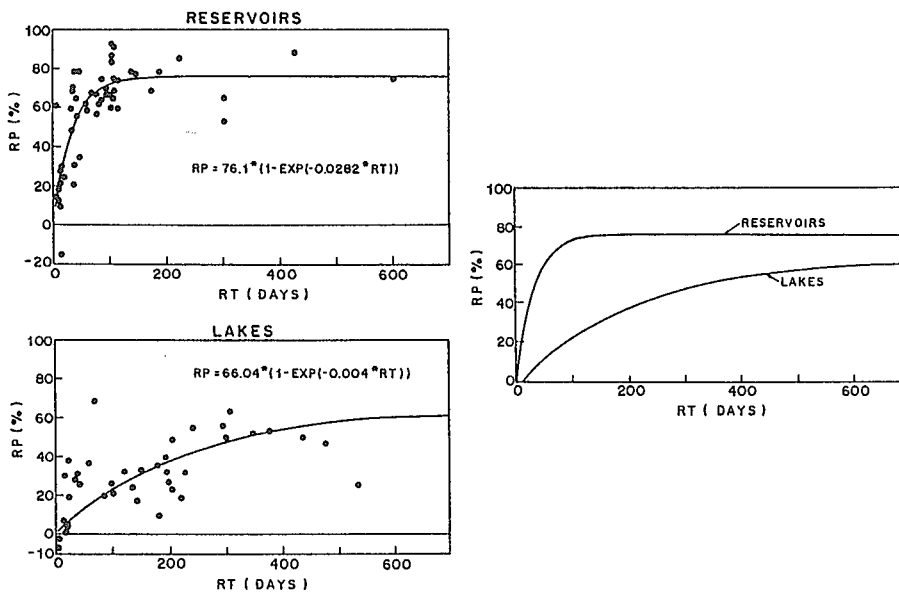 RESERVOIRS
100
80
60
40
20
0
-20
RP (%)
RP = 76.1*(1-EXP(-0.0282*RT))
0
200
400
600
RT (DAYS)
LAKES
100
80
60
40
20
0
-10
RP (%)
RP = 66.04*(1-EXP(-0.004*RT))
0
200
400
600
RT (DAYS)
100
80
60
40
20
0
RP (%)
RESERVOIRS
LAKES
0
200
400
600
RT (DAYS)